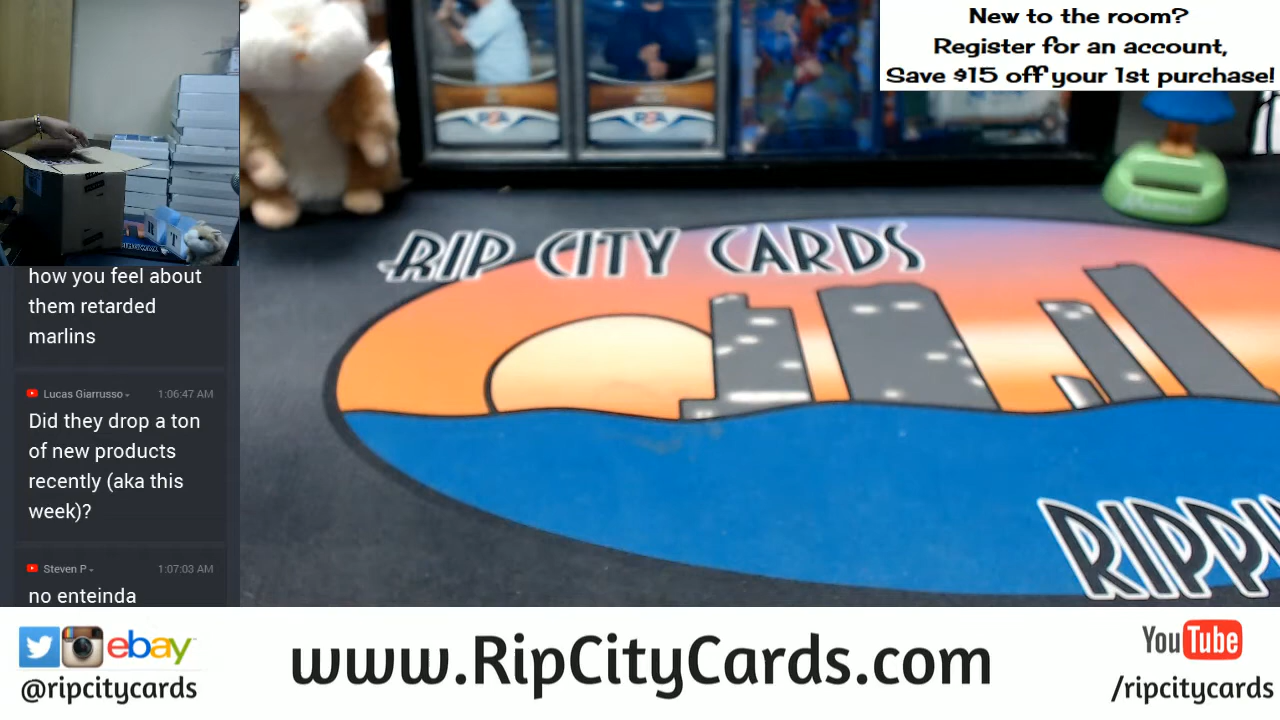 New to the room?
Register for an account,
Save $15 off your 1st purchase!
RIP CITY CARDS
how you feel about
them retarded
marlins
Lucas Giarrusso 1:06:47 AM
Did they drop a ton
of new products
recently (aka this
week)?
Steven P 1:07:03 AM
no enteinda
RIPPI
ebay
@ripcitycards
www.RipCityCards.com
YouTube
/ripcitycards